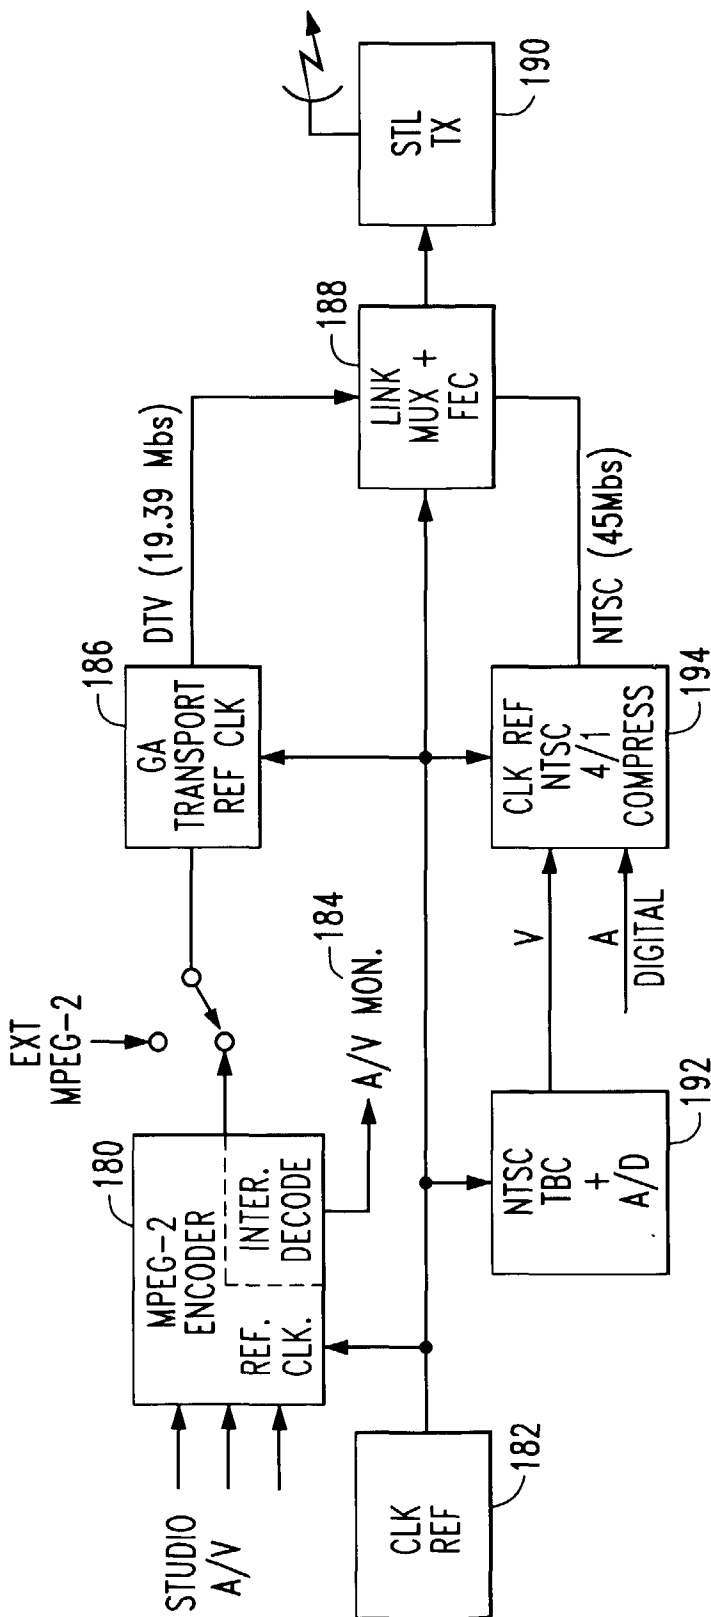 STUDIO
A/V
MPEG-2
ENCODER
REF.
CLK.
INTER.
DECODE
180
EXT
MPEG-2
A/V MON.
184
GA
TRANSPORT
REF CLK
186
DTV (19.39 Mbs)
LINK
MUX +
FEC
188
STL
TX
190
CLK
REF
182
NTSC
TBC
+
A/D
192
V
A
DIGITAL
CLK REF
NTSC
4/1
COMPRESS
194
NTSC (45Mbs)